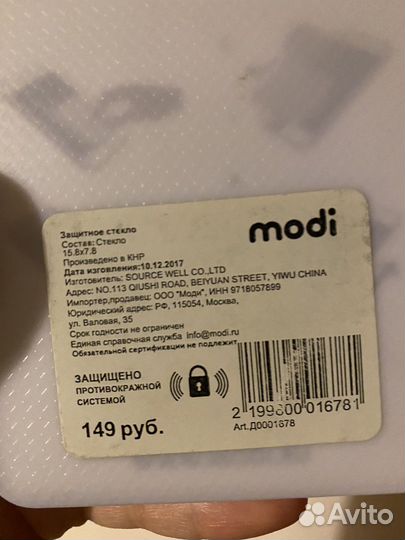 Защитное стекло
Состав: Стекло
15.8x7.8
Произведено в КНР
Дата изговления:10.12.2017
Изготовитель: SOURCE WELL CO.,LTD
Адрес: NO.113 QIUSHI ROAD, BEIYUAN STREET, YIWU CHINA
Импортер,продавец: ООО "Моди", ИНН 9718057899
Юридический адрес: РФ, 115054, Москва,
ул. Валовая, 35
Срок годности не ограничен
Единая справочная служба info@modi.ru
Обязательной сертификации не подлежит
modi
ЗАЩИЩЕНО
ПРОТИВОКРАЖНОЙ
СИСТЕМОЙ
149 руб.
2 199800 016781
Art.Д0001678
Avito